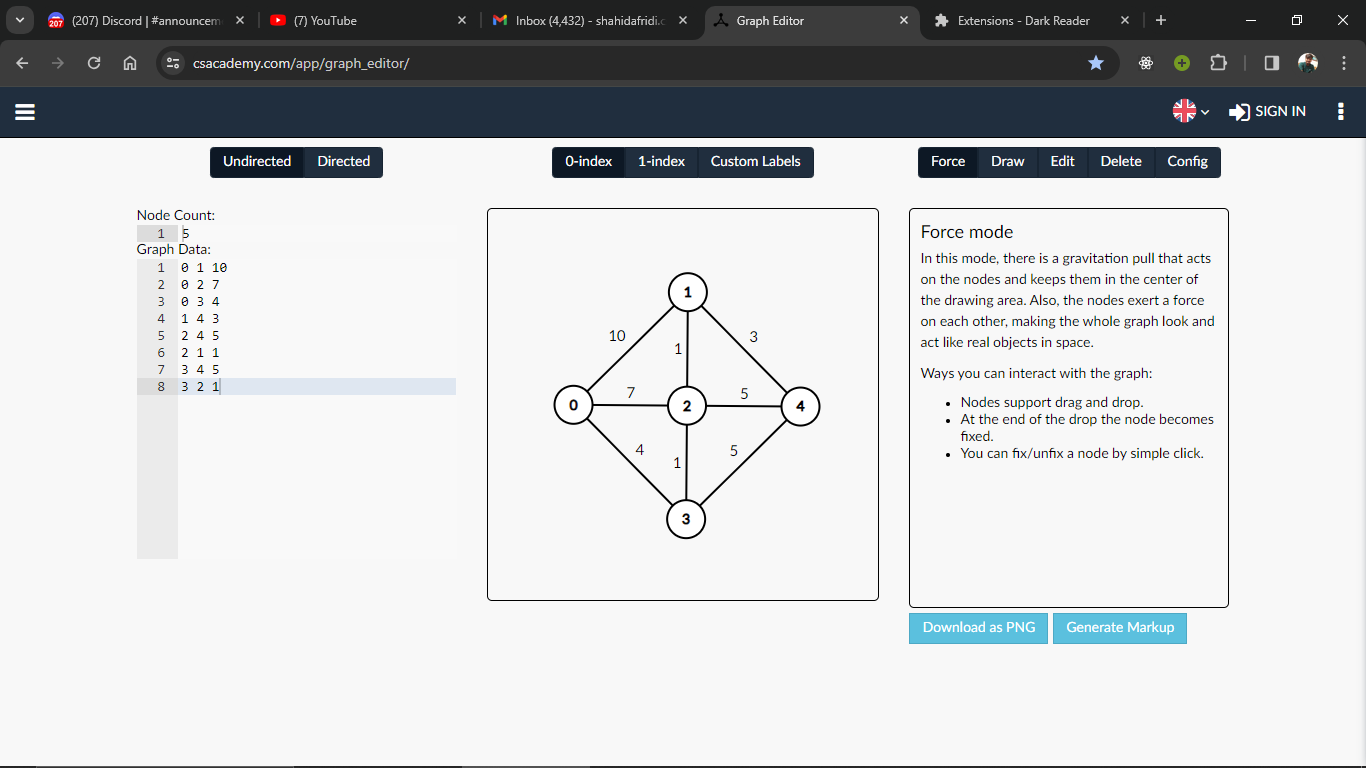 207 (207) Discord | #announcem
(7) YouTube
Inbox (4,432) - shahidafridi.c
Graph Editor
Extensions - Dark Reader
csacademy.com/app/graph_editor/
SIGN IN
Undirected Directed
0-index 1-index Custom Labels
Force Draw Edit Delete Config
Node Count:
1 5
Graph Data:
1 0 1 10
2 0 2 7
3 0 3 4
4 1 4 3
5 2 4 5
6 2 1 1
7 3 4 5
8 3 2 1
1
10 1 3
7 5
0 2 4
4 1 5
3
Force mode
In this mode, there is a gravitation pull that acts
on the nodes and keeps them in the center of
the drawing area. Also, the nodes exert a force
on each other, making the whole graph look and
act like real objects in space.
Ways you can interact with the graph:
• Nodes support drag and drop.
• At the end of the drop the node becomes
fixed.
• You can fix/unfix a node by simple click.
Download as PNG Generate Markup